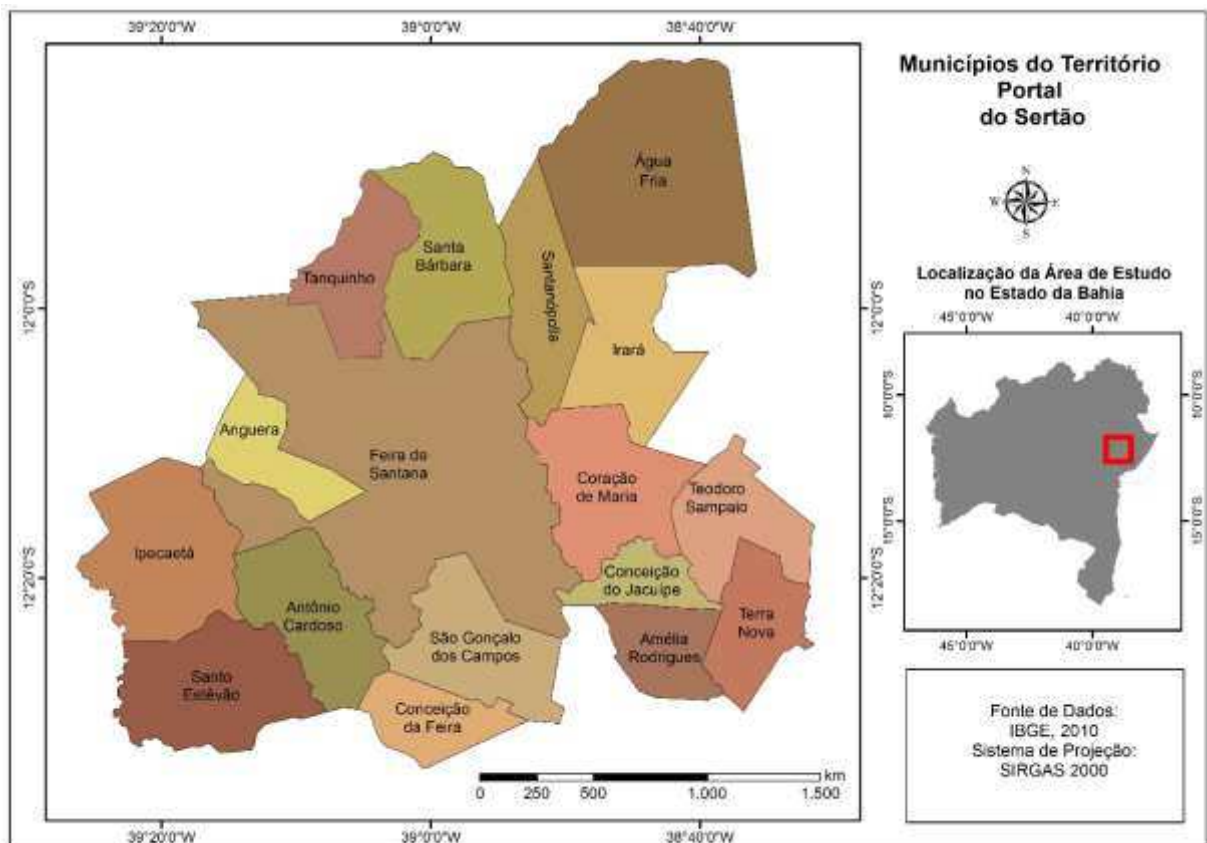 39°20'0"W
39°0'0"W
38°40'0"W
Municípios do Território
Portal
do Sertão
N
W
E
S
Água
Fria
Santa
Bárbara
Tanquinho
Santanópolis
Localização da Área de Estudo
no Estado da Bahia
12°0'0"S
12°0'0"S
45°0'0"W
40°0'0"W
Irará
10°0'0"S
10°0'0"S
Anguera
Feira de
Santana
Coração
de Maria
Teodoro
Sampaio
15°0'0"S
15°0'0"S
Ipecaetá
12°20'0"S
12°20'0"S
Conceição
do Jacuípe
Antônio
Cardoso
Terra
Nova
São Gonçalo
dos Campos
Amélia
Rodrigues
45°0'0"W
40°0'0"W
Santo
Estêvão
Conceição
da Feira
Fonte de Dados:
IBGE, 2010
Sistema de Projeção:
SIRGAS 2000
km
0
250
500
1.000
1.500
39°20'0"W
39°0'0"W
38°40'0"W